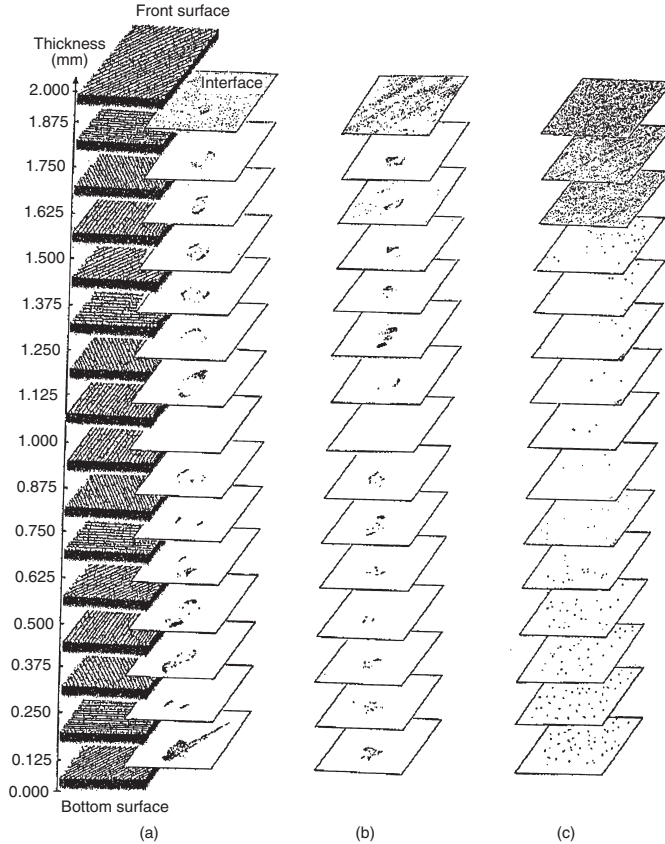 Front surface
Thickness
(mm)
Interface
2.000
1.875
1.750
1.625
1.500
1.375
1.250
1.125
1.000
0.875
0.750
0.625
0.500
0.375
0.250
0.125
0.000
Bottom surface
(a)
(b)
(c)